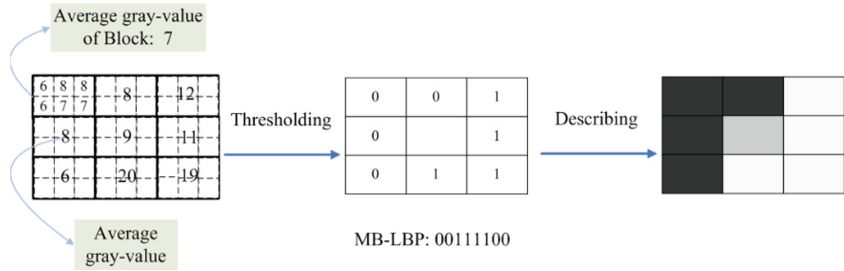 Average gray-value
of Block: 7
6 8 8
6 7 7
8
12
8
9
11
6
20
19
Thresholding
0 0 1
0 1
0 1 1
Describing
MB-LBP: 00111100
Average
gray-value